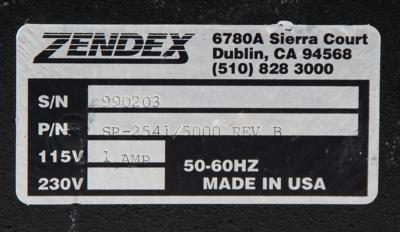 ZENDEX
6780A Sierra Court
Dublin, CA 94568
(510) 828 3000
S/N 990203
P/N SP-2541/5000 REV B
115V 1 AMP
230V
50-60HZ
MADE IN USA